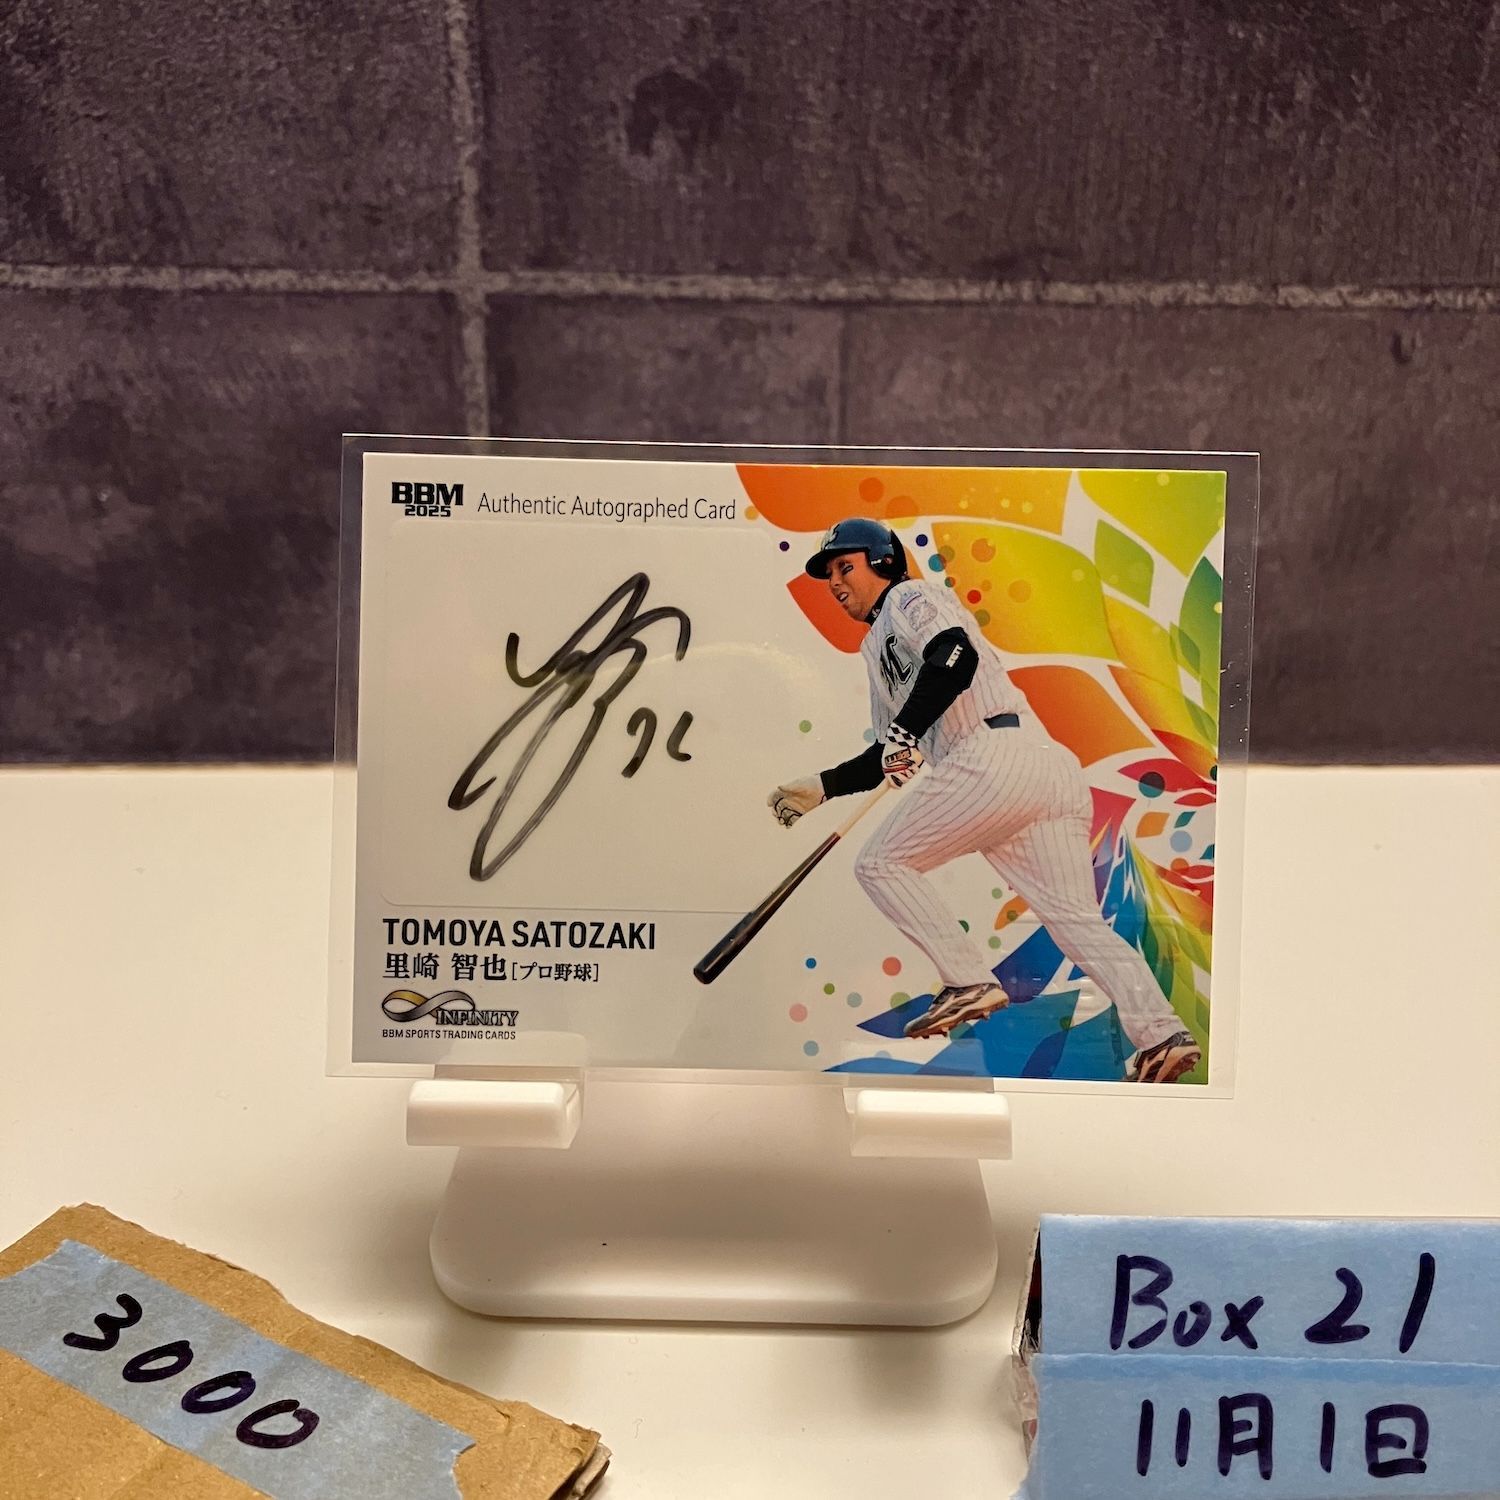 BBM
2025
Authentic Autographed Card
TOMOYA SATOZAKI
里崎 智也[プロ野球]
INFINITY
BBM SPORTS TRADING CARDS
3000
Box 21
11月1日